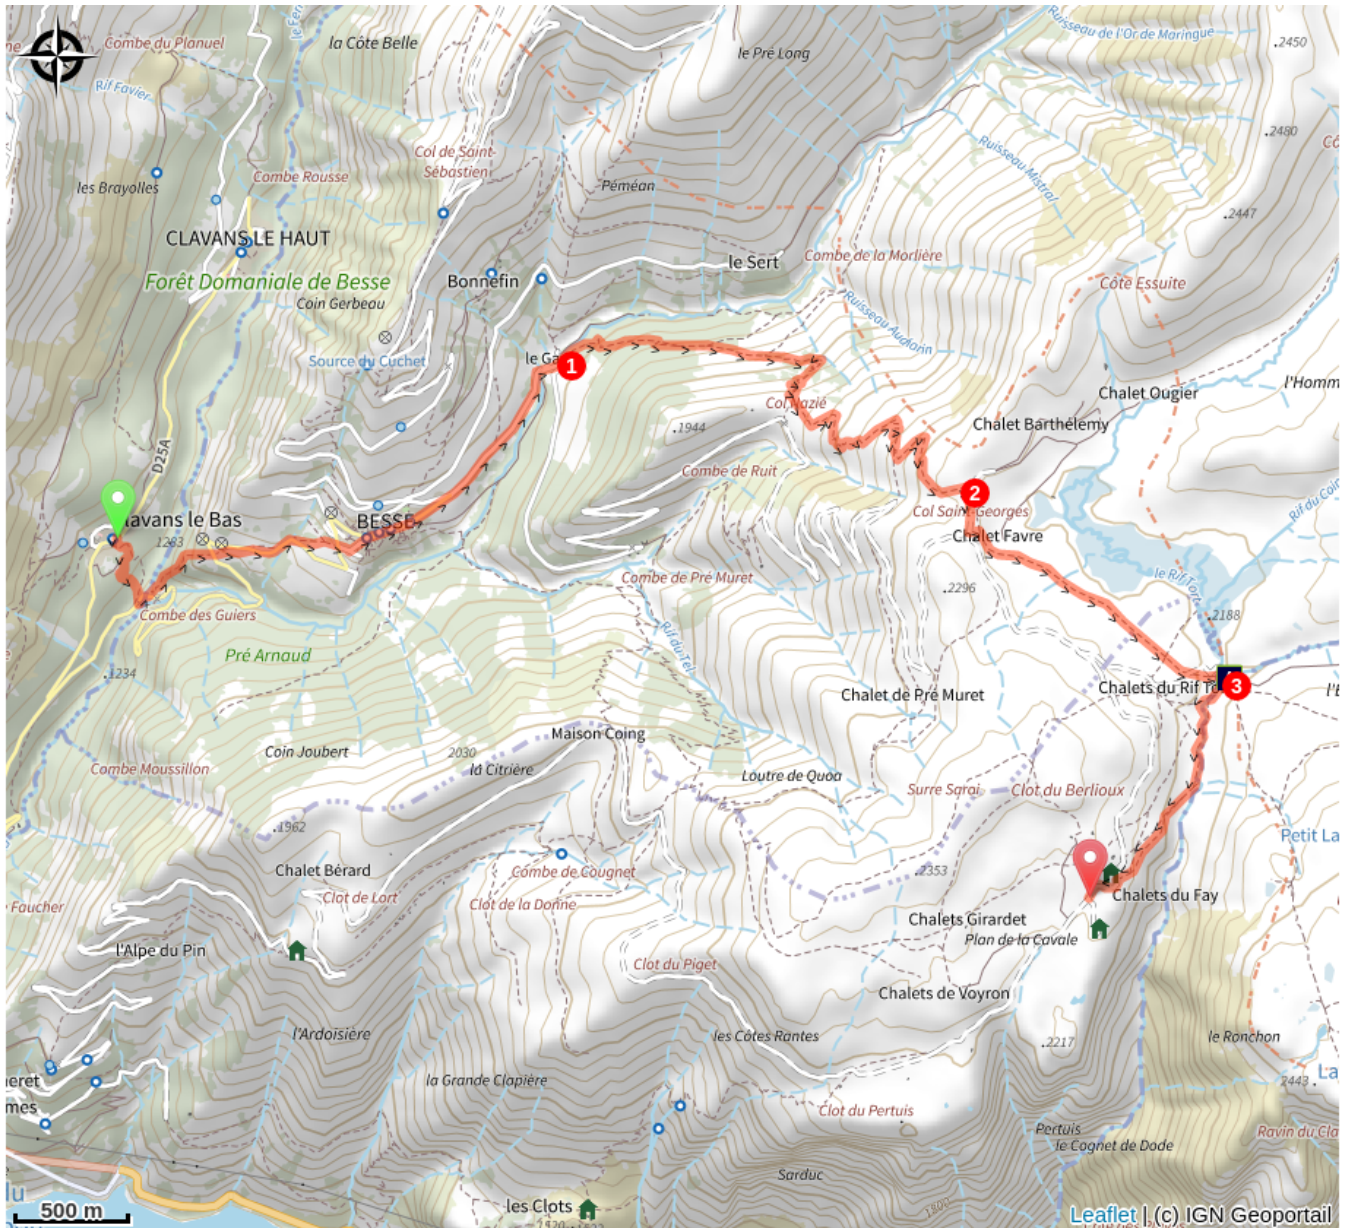 Combe du Planuel
la Côte Belle
le Pré Long
Ruisseau de l'Or de Maringue
.2450
Rif Favier
.2480
Col de Saint-
Sébastien
Ruisseau Mistral
les Brayolles
Combe Rousse
Péméan
.2447
CLAVANS LE HAUT
Forêt Domaniale de Besse
Coin Gerbeau
Bonnefin
le Sert
Combe de la Morlière
Côte Essuite
Ruisseau Audarin
Source du Cuchet
1
l'Homm
Chalet Ougier
.1944
Chalet Barthélemy
D25A
Combe de Ruit
2
Col Saint-Georges
Rif du Coin
lavans le Bas
BESSE
1283
Chalet Favre
Combe de Pré Muret
le Rif Tort
.2296
Combe des Guiers
.2188
Rif du Teu
Pré Arnaud
.1234
Chalet de Pré Muret
Chalets du Rif To
3
Maison Coing
Coin Joubert
2030
la Citrière
Combe Moussillon
Loutre de Quoa
Surre Sarai
Clot du Berlioux
.1962
Petit La
Chalet Bérard
Combe de Cougnet
.2353
Clot de Lort
Clot de la Donne
Chalets du Fay
Faucher
Chalets Girardet
Plan de la Cavale
l'Alpe du Pin
Clot du Piget
Chalets de Voyron
l'Ardoisière
les Côtes Rantes
.2217
le Ronchon
la Grande Clapière
2443
La
neret
mes
Clot du Pertuis
Pertuis
le Cognet de Dode
Ravin du Cla
Sarduc
les Clots
1800
500 m
Leaflet | (c) IGN Geoportail